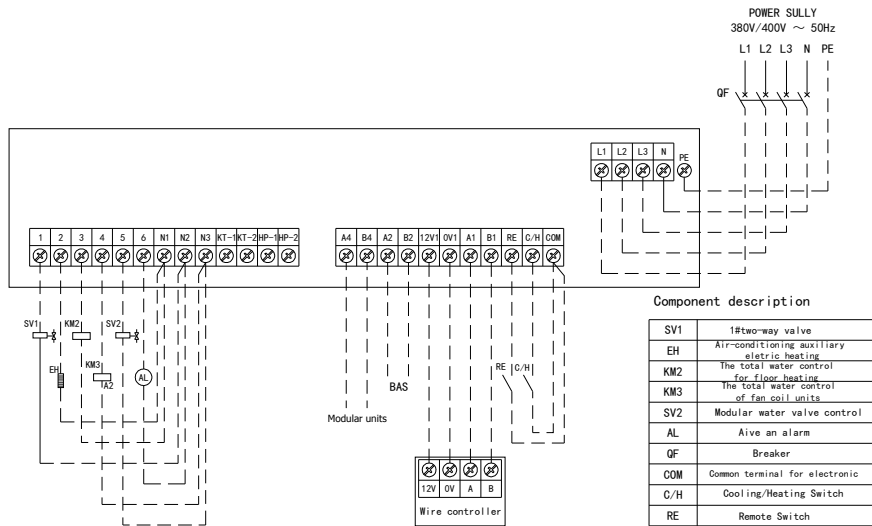 POWER SULLY
380V/400V ～ 50Hz
L1 L2 L3 N PE
QF
L1 L2 L3 N PE
1 2 3 4 5 6 N1 N2 N3 KT-1 KT-2 HP-1 HP-2
A4 B4 A2 B2 12V1 0V1 A1 B1 RE C/H COM
SV1 KM2 SV2
EH KM3 A2 AL
RE C/H
BAS
Modular units
12V 0V A B
Wire controller
Component description
SV1 1#two-way valve
EH Air-conditioning auxiliary
eletric heating
KM2 The total water control
for floor heating
KM3 The total water control
of fan coil units
SV2 Modular water valve control
AL Aive an alarm
QF Breaker
COM Common terminal for electronic
C/H Cooling/Heating Switch
RE Remote Switch